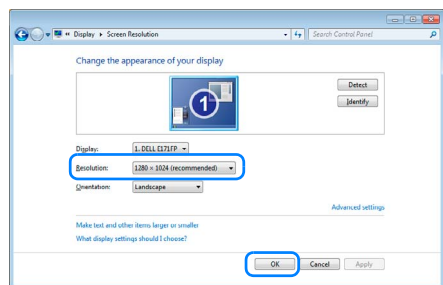 « Display ▸ Screen Resolution
Search Control Panel
Change the appearance of your display
1
Detect
Identify
Display: 1. DELL E171FP
Resolution: 1280 × 1024 (recommended)
Orientation: Landscape
Advanced settings
Make text and other items larger or smaller
What display settings should I choose?
OK Cancel Apply